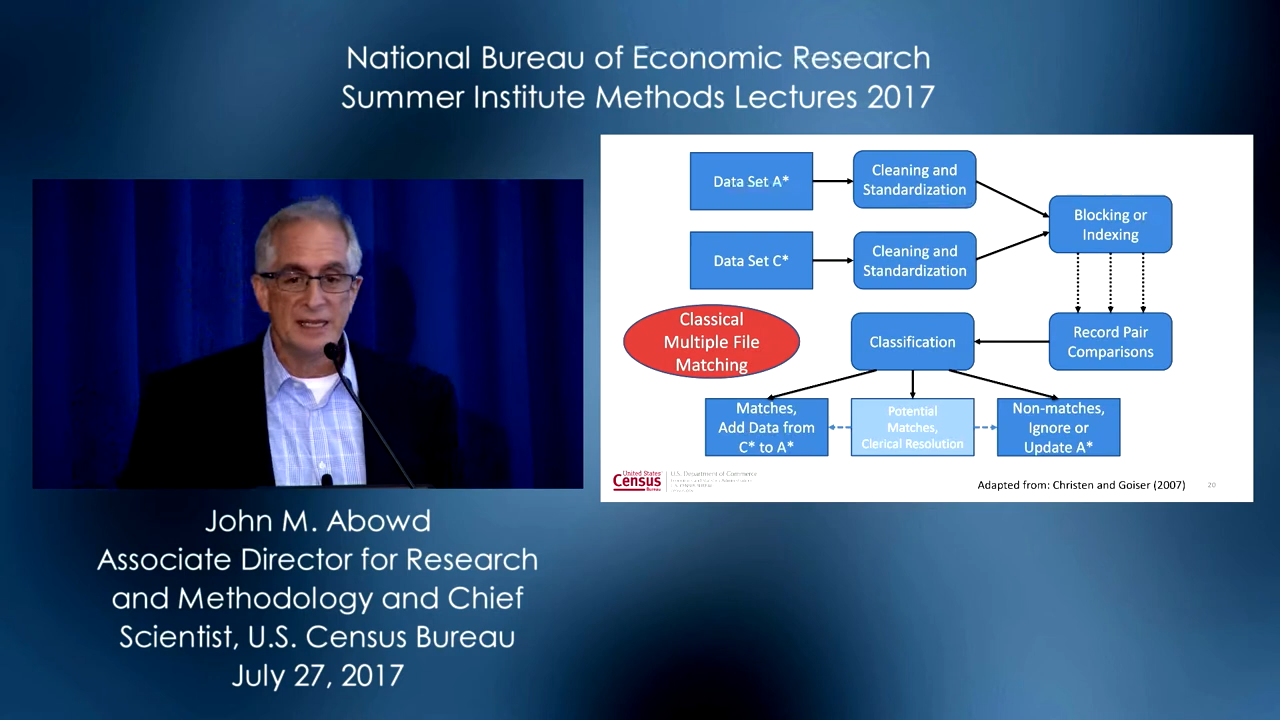 National Bureau of Economic Research
Summer Institute Methods Lectures 2017
Data Set A*
Cleaning and
Standardization
Data Set C*
Cleaning and
Standardization
Blocking or
Indexing
Classical
Multiple File
Matching
Classification
Record Pair
Comparisons
Matches,
Add Data from
C* to A*
Potential
Matches,
Clerical Resolution
Non-matches,
Ignore or
Update A*
United States
Census
Bureau
U.S. Department of Commerce
Adapted from: Christen and Goiser (2007)
20
John M. Abowd
Associate Director for Research
and Methodology and Chief
Scientist, U.S. Census Bureau
July 27, 2017